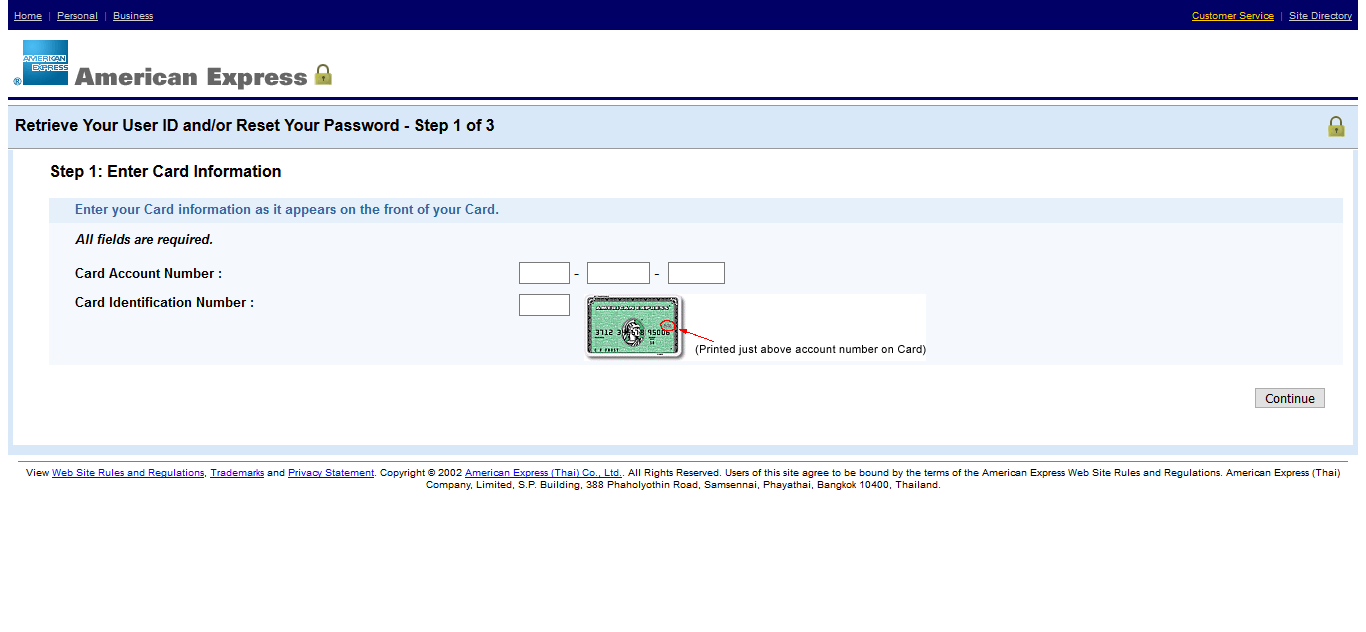 Home | Personal | Business
Customer Service | Site Directory
AMERICAN
EXPRESS
®
American Express
Retrieve Your User ID and/or Reset Your Password - Step 1 of 3
Step 1: Enter Card Information
Enter your Card information as it appears on the front of your Card.
All fields are required.
Card Account Number :
- -
Card Identification Number :
AMERICAN EXPRESS
3712 95006
(Printed just above account number on Card)
Continue
View Web Site Rules and Regulations, Trademarks and Privacy Statement. Copyright © 2002 American Express (Thai) Co., Ltd.. All Rights Reserved. Users of this site agree to be bound by the terms of the American Express Web Site Rules and Regulations. American Express (Thai)
Company, Limited, S.P. Building, 388 Phaholyothin Road, Samsennai, Phayathai, Bangkok 10400, Thailand.